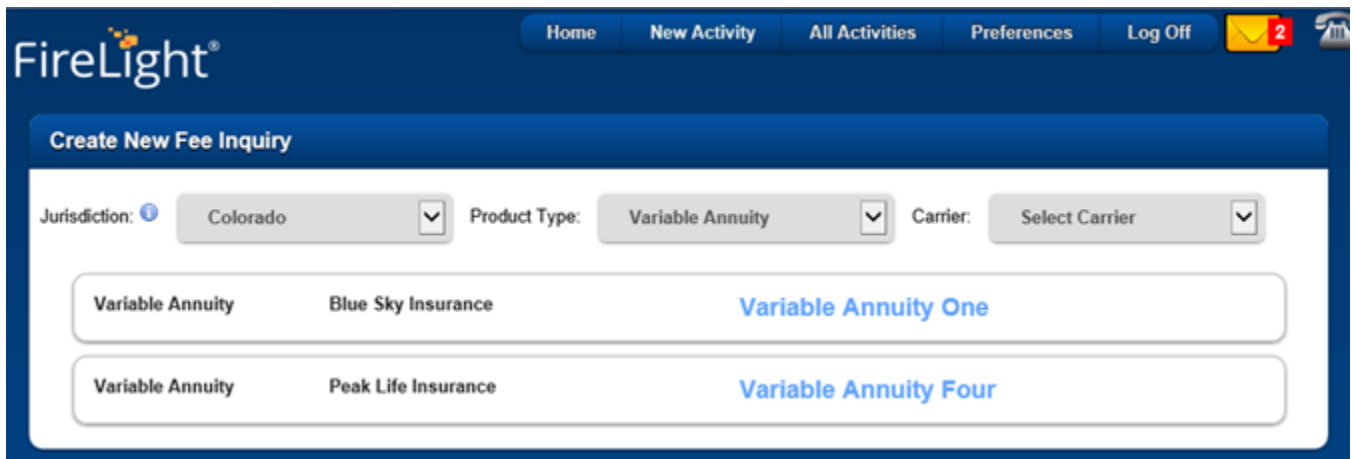 FireLight®
Home New Activity All Activities Preferences Log Off 2
Create New Fee Inquiry
Jurisdiction: Colorado Product Type: Variable Annuity Carrier: Select Carrier
Variable Annuity Blue Sky Insurance Variable Annuity One
Variable Annuity Peak Life Insurance Variable Annuity Four